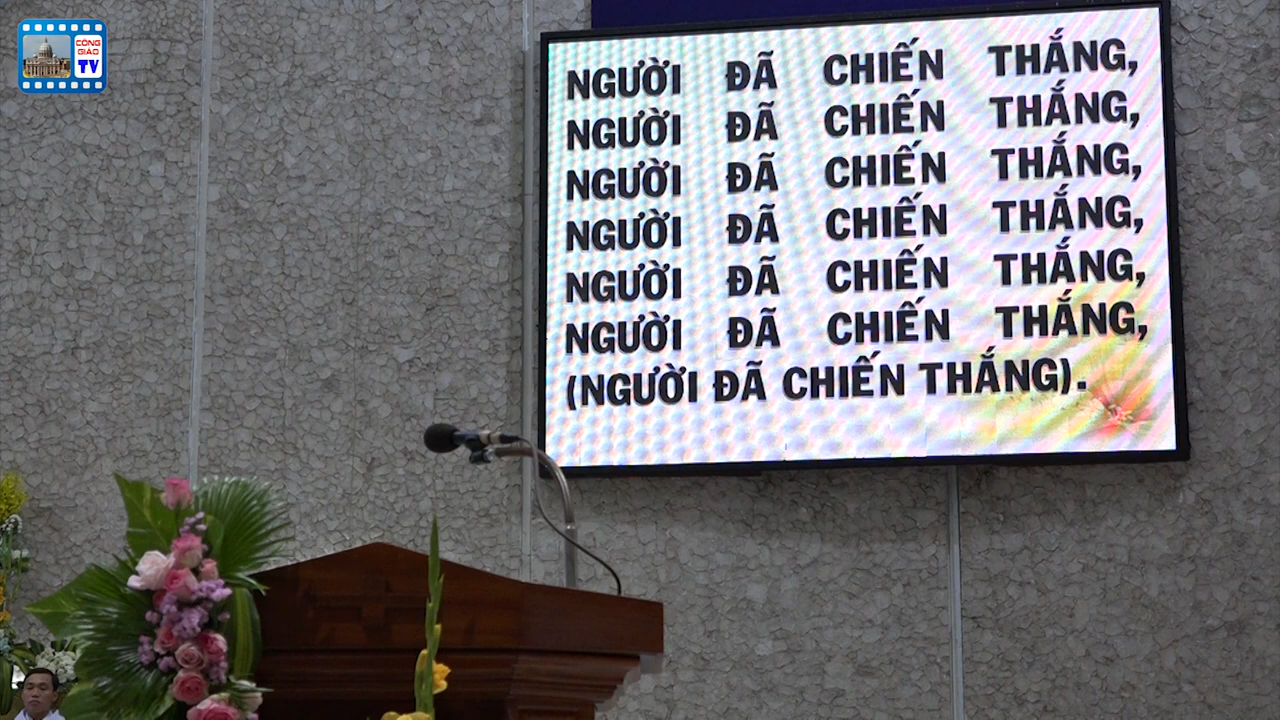 CÔNG
GIÁO
TV
NGƯỜI ĐÃ CHIẾN THẮNG,
NGƯỜI ĐÃ CHIẾN THẮNG,
NGƯỜI ĐÃ CHIẾN THẮNG,
NGƯỜI ĐÃ CHIẾN THẮNG,
NGƯỜI ĐÃ CHIẾN THẮNG,
NGƯỜI ĐÃ CHIẾN THẮNG,
(NGƯỜI ĐÃ CHIẾN THẮNG).